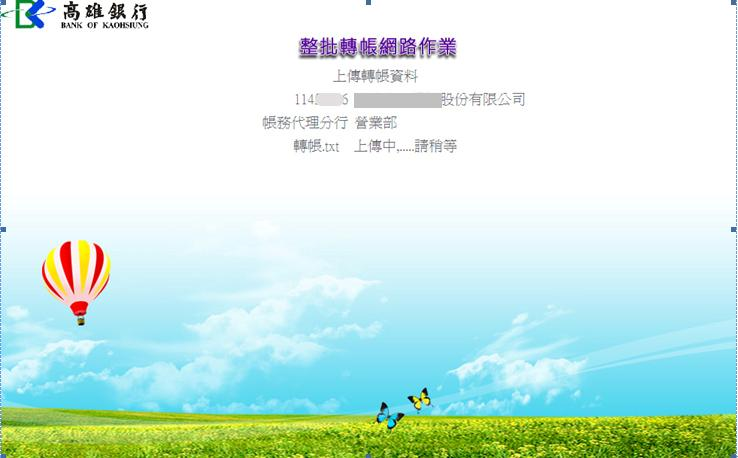 高雄銀行
BANK OF KAOHSIUNG
整批轉帳網路作業
上傳轉帳資料
114 6 股份有限公司
帳務代理分行 營業部
轉帳.txt 上傳中,.....請稍等